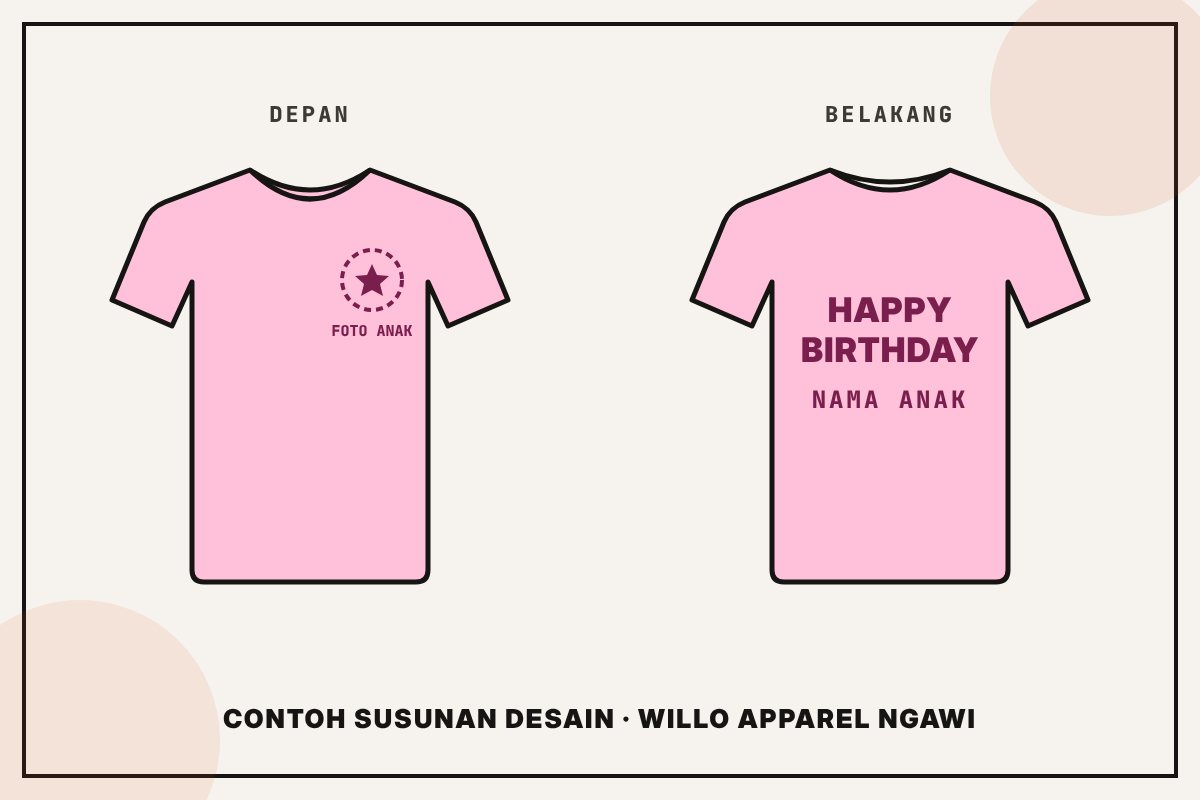 DEPAN
BELAKANG
FOTO ANAK
HAPPY
BIRTHDAY
NAMA ANAK
CONTOH SUSUNAN DESAIN · WILLO APPAREL NGAWI